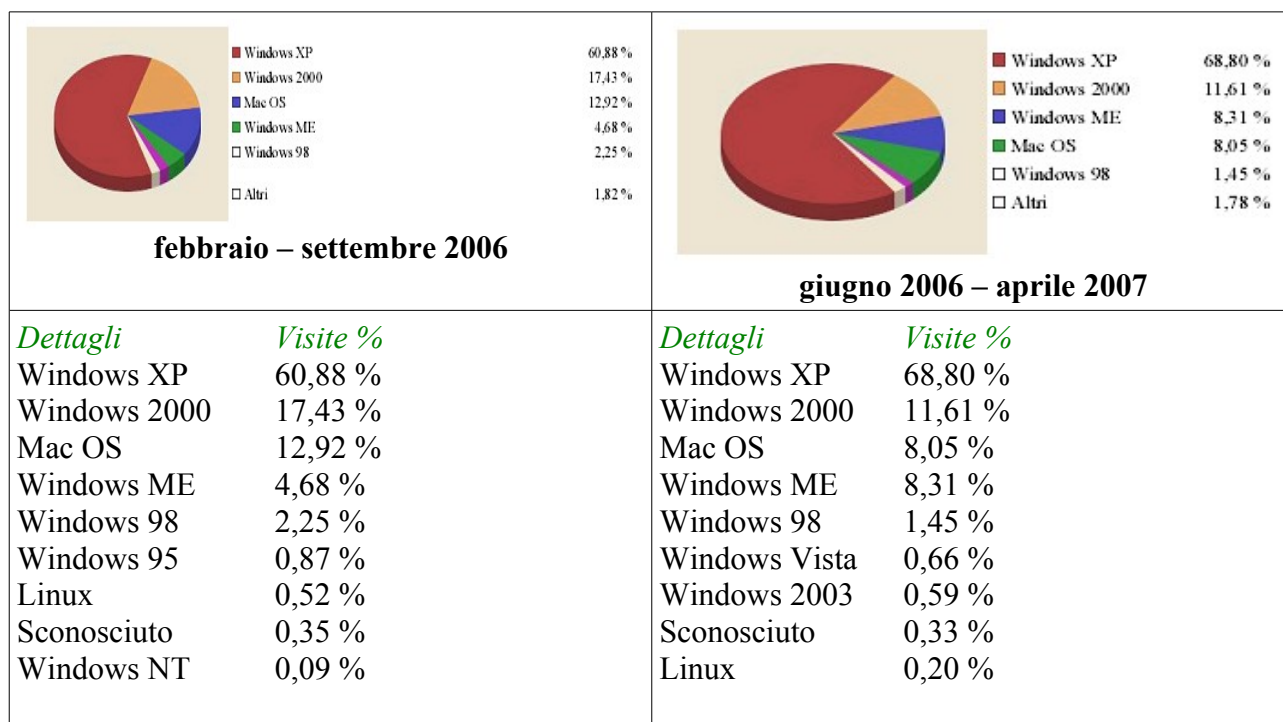 Windows XP 60,88 %
Windows 2000 17,43 %
Mac OS 12,92 %
Windows ME 4,68 %
Windows 98 2,25 %
Altri 1,82 %
febbraio – settembre 2006
Windows XP 68,80 %
Windows 2000 11,61 %
Windows ME 8,31 %
Mac OS 8,05 %
Windows 98 1,45 %
Altri 1,78 %
giugno 2006 – aprile 2007
Dettagli Visite %
Windows XP 60,88 %
Windows 2000 17,43 %
Mac OS 12,92 %
Windows ME 4,68 %
Windows 98 2,25 %
Windows 95 0,87 %
Linux 0,52 %
Sconosciuto 0,35 %
Windows NT 0,09 %
Dettagli Visite %
Windows XP 68,80 %
Windows 2000 11,61 %
Mac OS 8,05 %
Windows ME 8,31 %
Windows 98 1,45 %
Windows Vista 0,66 %
Windows 2003 0,59 %
Sconosciuto 0,33 %
Linux 0,20 %